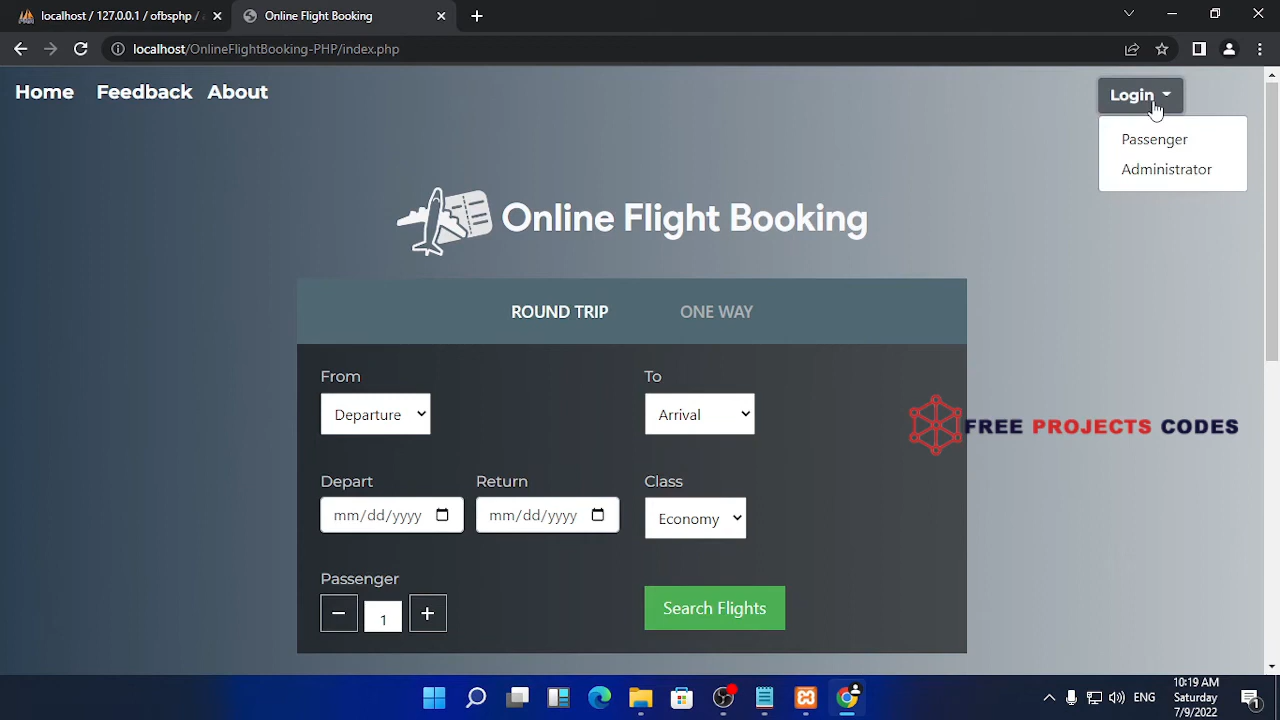 localhost / 127.0.0.1 / ofbsphp /
Online Flight Booking
localhost/OnlineFlightBooking-PHP/index.php
Home Feedback About
Login
Passenger
Administrator
Online Flight Booking
ROUND TRIP ONE WAY
From To
Departure Arrival
FREE PROJECTS CODES
Depart Return Class
mm/dd/yyyy mm/dd/yyyy Economy
Passenger
− 1 +
Search Flights
ENG
10:19 AM
Saturday
7/9/2022
1